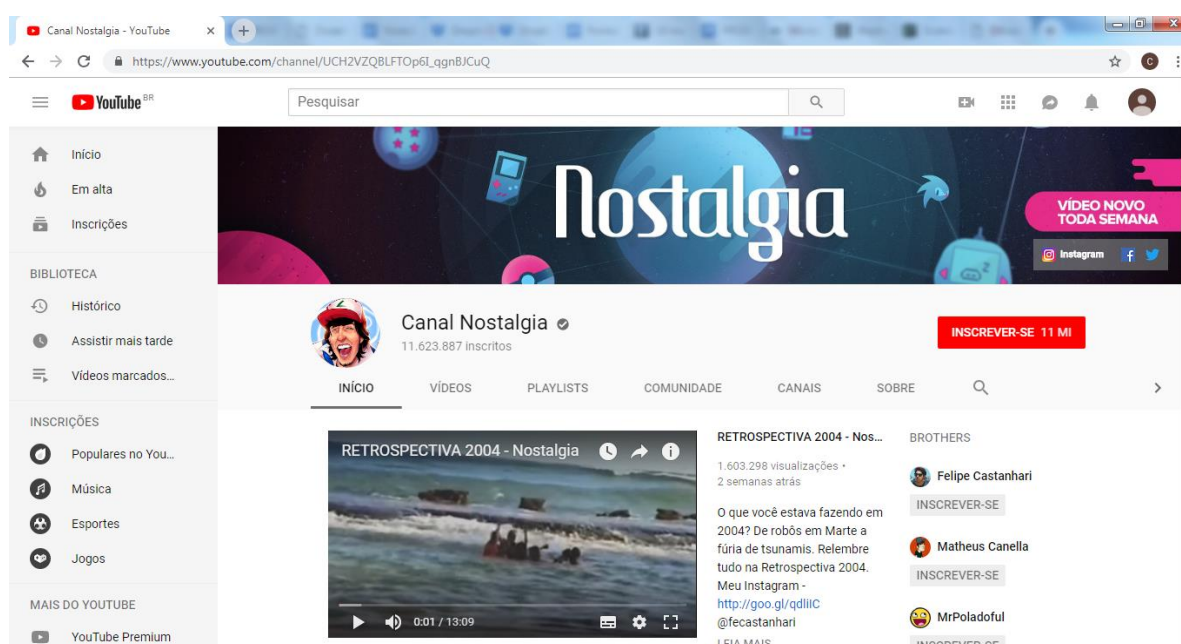 Canal Nostalgia - YouTube
https://www.youtube.com/channel/UCH2VZQBLFTOp6I_qgnBJCuQ
C
YouTube BR
Pesquisar
Início
Em alta
Inscrições
BIBLIOTECA
Histórico
Assistir mais tarde
Vídeos marcados...
INSCRIÇÕES
Populares no You...
Música
Esportes
Jogos
MAIS DO YOUTUBE
YouTube Premium
Nostalgia
VÍDEO NOVO
TODA SEMANA
Instagram
Canal Nostalgia
11.623.887 inscritos
INSCREVER-SE 11 MI
INÍCIO
VÍDEOS
PLAYLISTS
COMUNIDADE
CANAIS
SOBRE
RETROSPECTIVA 2004 - Nostalgia
0:01 / 13:09
RETROSPECTIVA 2004 - Nos...
1.603.298 visualizações •
2 semanas atrás
O que você estava fazendo em
2004? De robôs em Marte a
fúria de tsunamis. Relembre
tudo na Retrospectiva 2004.
Meu Instagram -
http://goo.gl/qdliIC
@fecastanhari
LEIA MAIS
BROTHERS
Felipe Castanhari
INSCREVER-SE
Matheus Canella
INSCREVER-SE
MrPoladoful
INSCREVER-SE